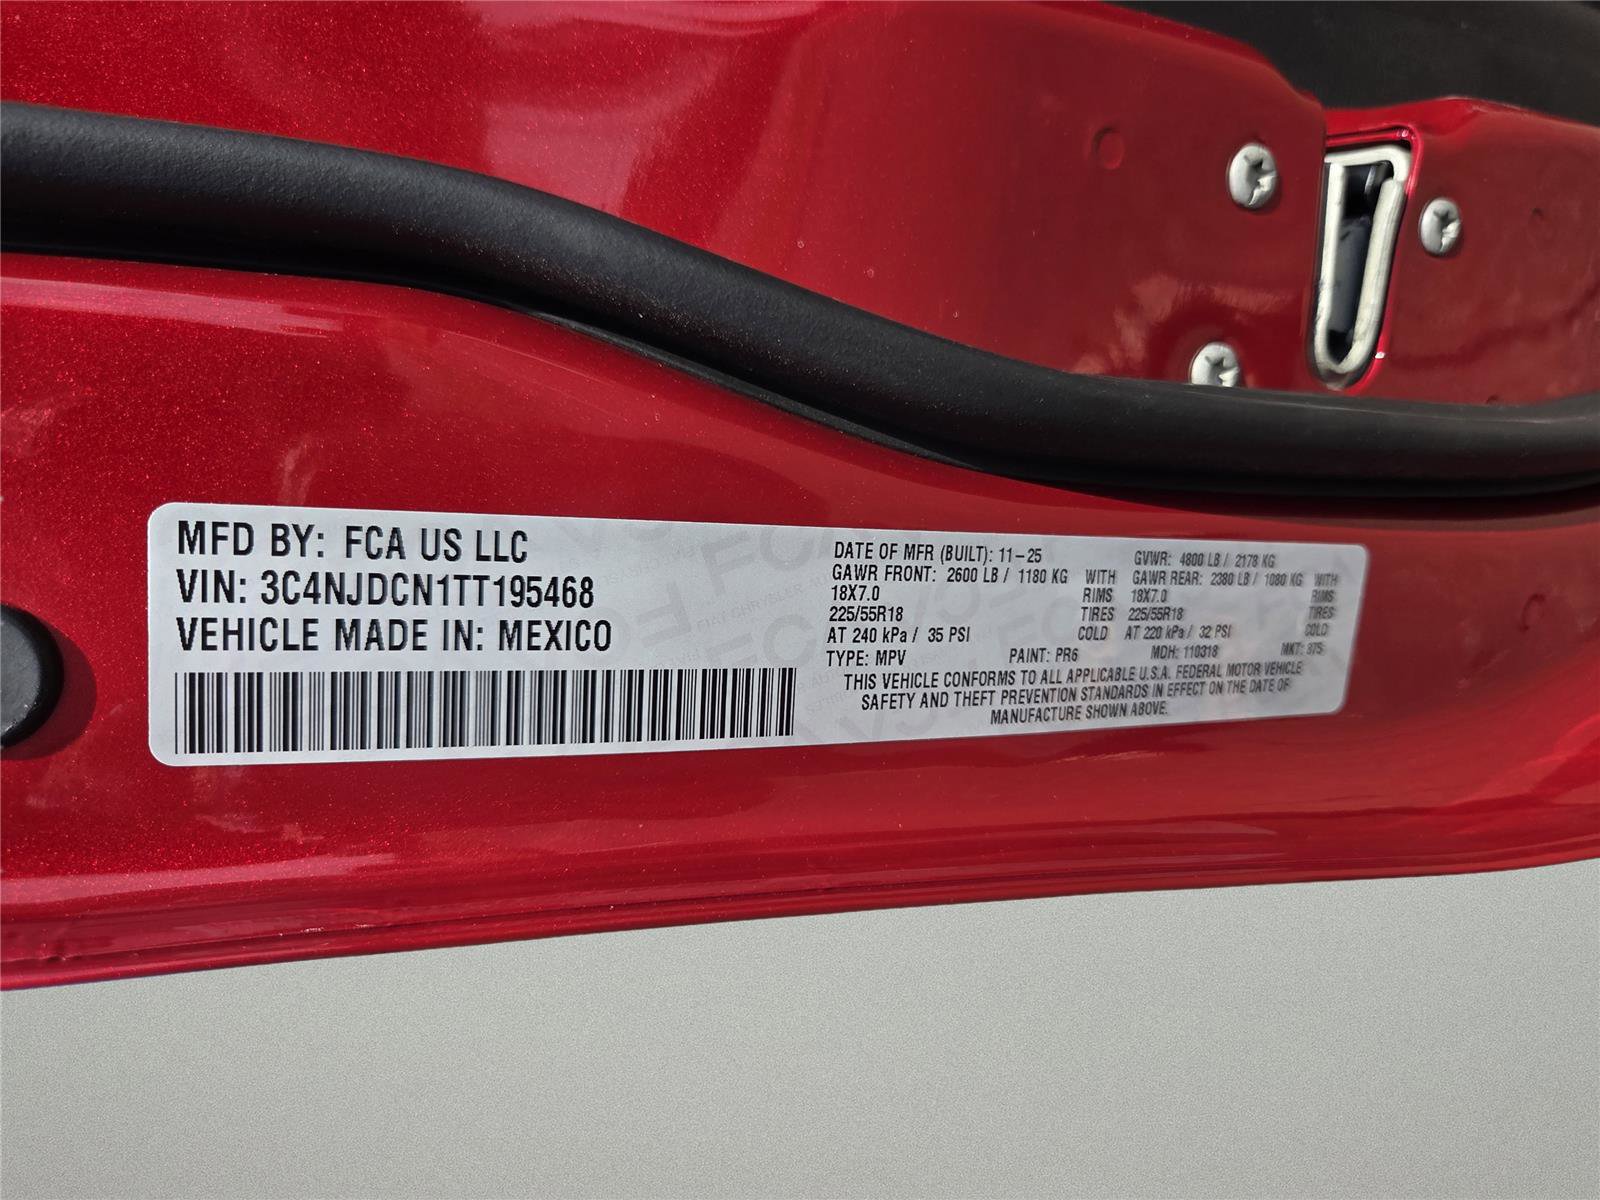 MFD BY: FCA US LLC
VIN: 3C4NJDCN1TT195468
VEHICLE MADE IN: MEXICO
DATE OF MFR (BUILT): 11-25 GVWR: 4800 LB / 2178 KG
GAWR FRONT: 2600 LB / 1180 KG WITH GAWR REAR: 2380 LB / 1080 KG WITH
18X7.0 RIMS 18X7.0 RIMS
225/55R18 TIRES 225/55R18 TIRES
AT 240 kPa / 35 PSI COLD AT 220 kPa / 32 PSI COLD
TYPE: MPV PAINT: PR6 MDH: 110318 MKT: 975
THIS VEHICLE CONFORMS TO ALL APPLICABLE U.S.A. FEDERAL MOTOR VEHICLE
SAFETY AND THEFT PREVENTION STANDARDS IN EFFECT ON THE DATE OF
MANUFACTURE SHOWN ABOVE.